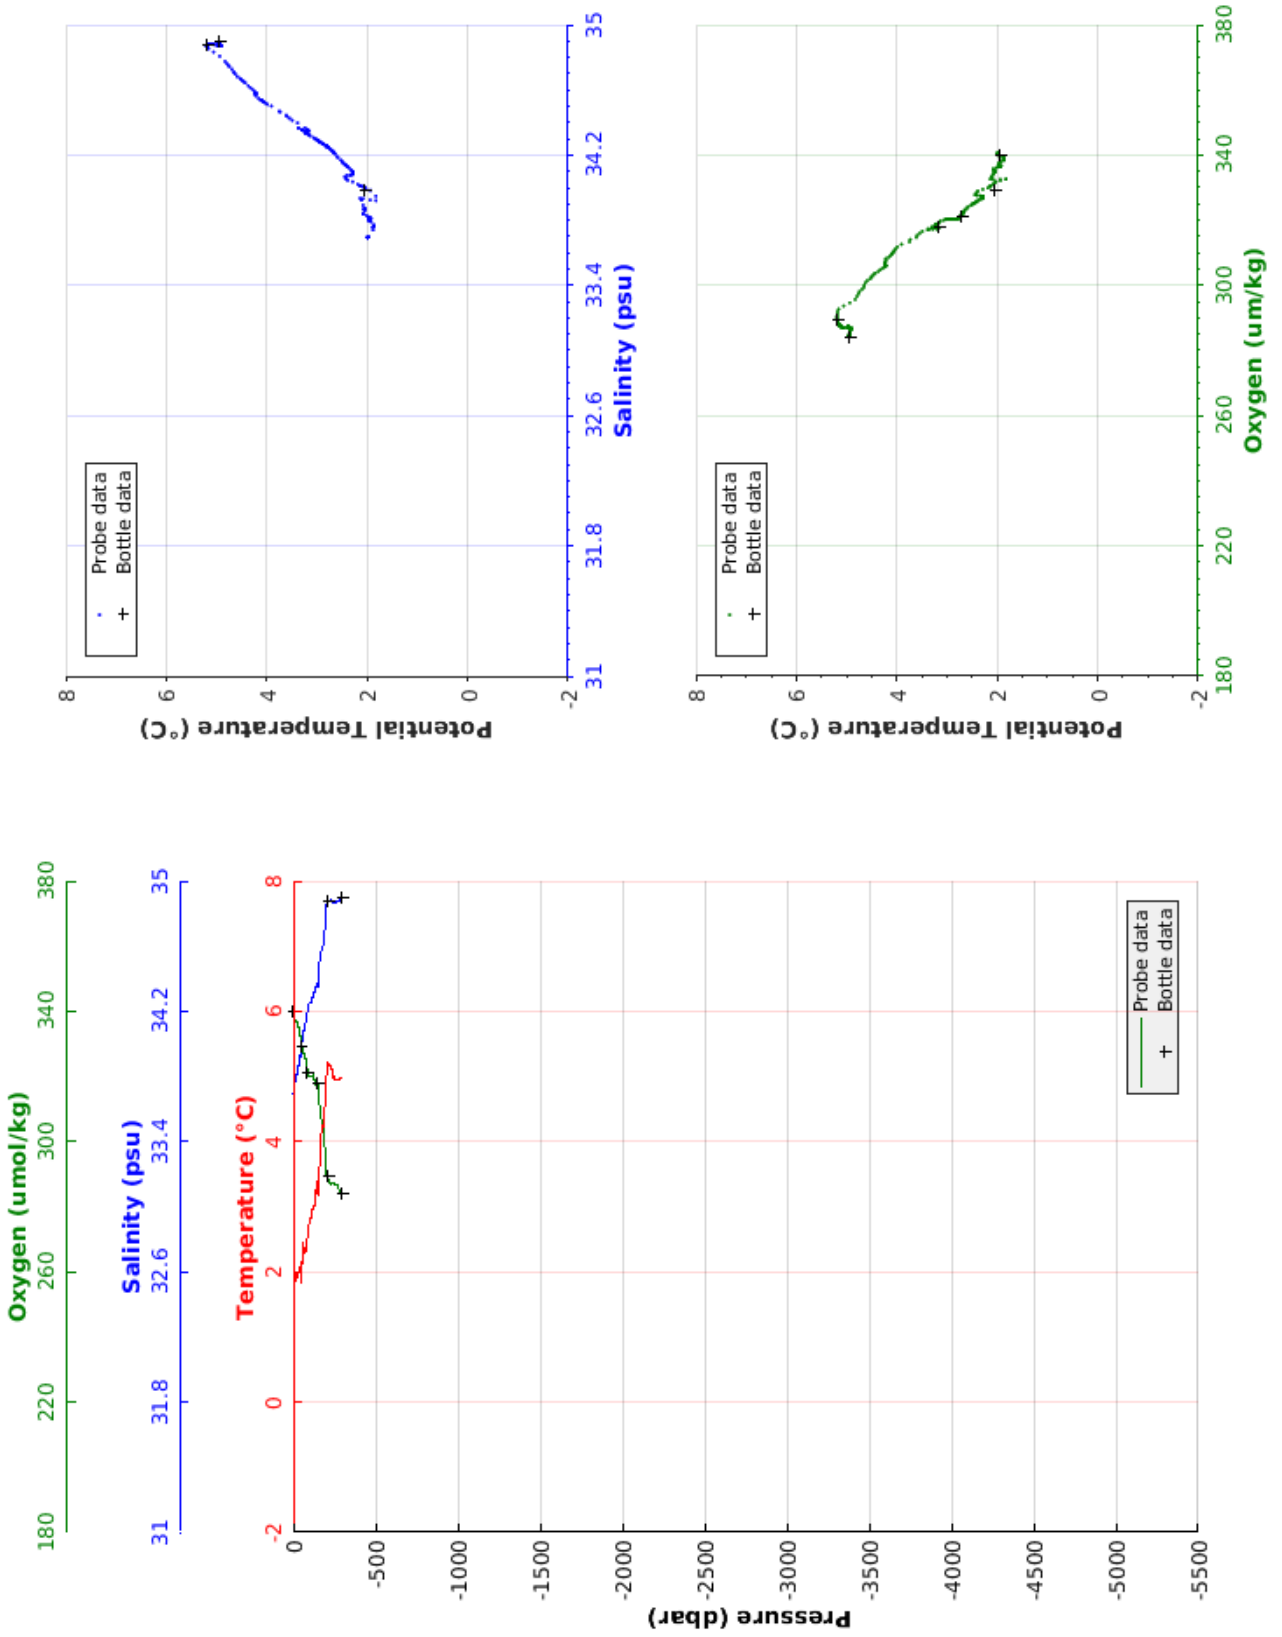 Oxygen (umol/kg)
180 220 260 300 340 380
Salinity (psu)
31 31.8 32.6 33.4 34.2 35
Temperature (°C)
-2 0 2 4 6 8
0
-500
-1000
-1500
-2000
-2500
-3000
-3500
-4000
-4500
-5000
-5500
Pressure (dbar)
Probe data
Bottle data
8
6
4
2
0
-2
Potential Temperature (°C)
Probe data
Bottle data
31 31.8 32.6 33.4 34.2 35
Salinity (psu)
8
6
4
2
0
-2
Potential Temperature (°C)
Probe data
Bottle data
180 220 260 300 340 380
Oxygen (um/kg)